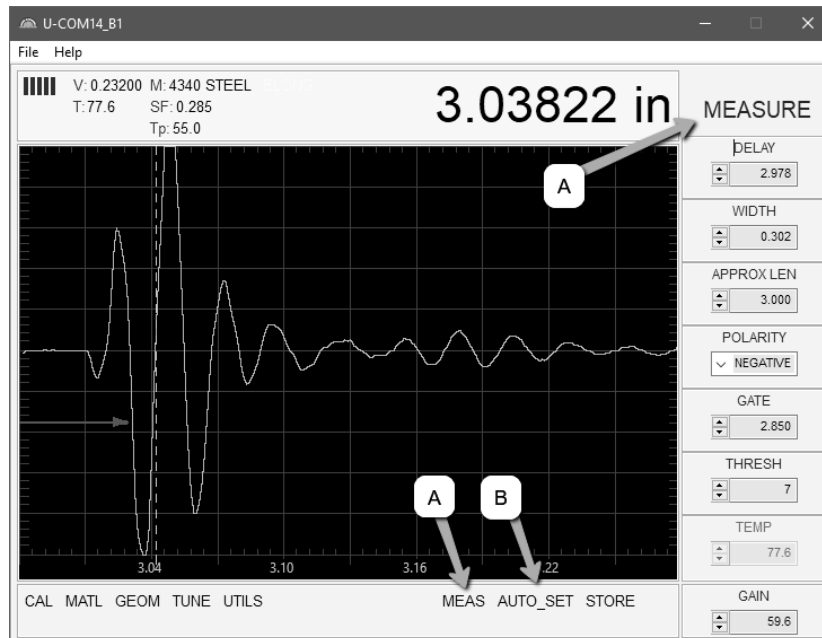 U-COM14_B1
File Help
V: 0.23200 M: 4340 STEEL
T: 77.6 SF: 0.285
Tp: 55.0
3.03822 in
MEASURE
A
DELAY
2.978
WIDTH
0.302
APPROX LEN
3.000
POLARITY
NEGATIVE
GATE
2.850
THRESH
7
TEMP
77.6
GAIN
59.6
A B
3.04 3.10 3.16 .22
CAL MATL GEOM TUNE UTILS MEAS AUTO_SET STORE